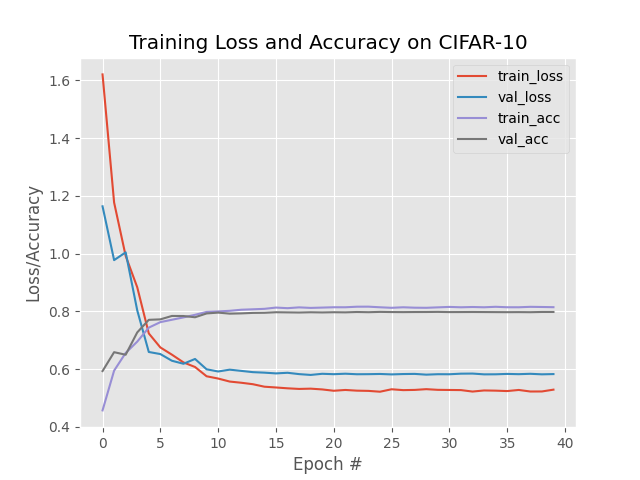 Training Loss and Accuracy on CIFAR-10
train_loss
val_loss
train_acc
val_acc
Loss/Accuracy
1.6
1.4
1.2
1.0
0.8
0.6
0.4
0 5 10 15 20 25 30 35 40
Epoch #